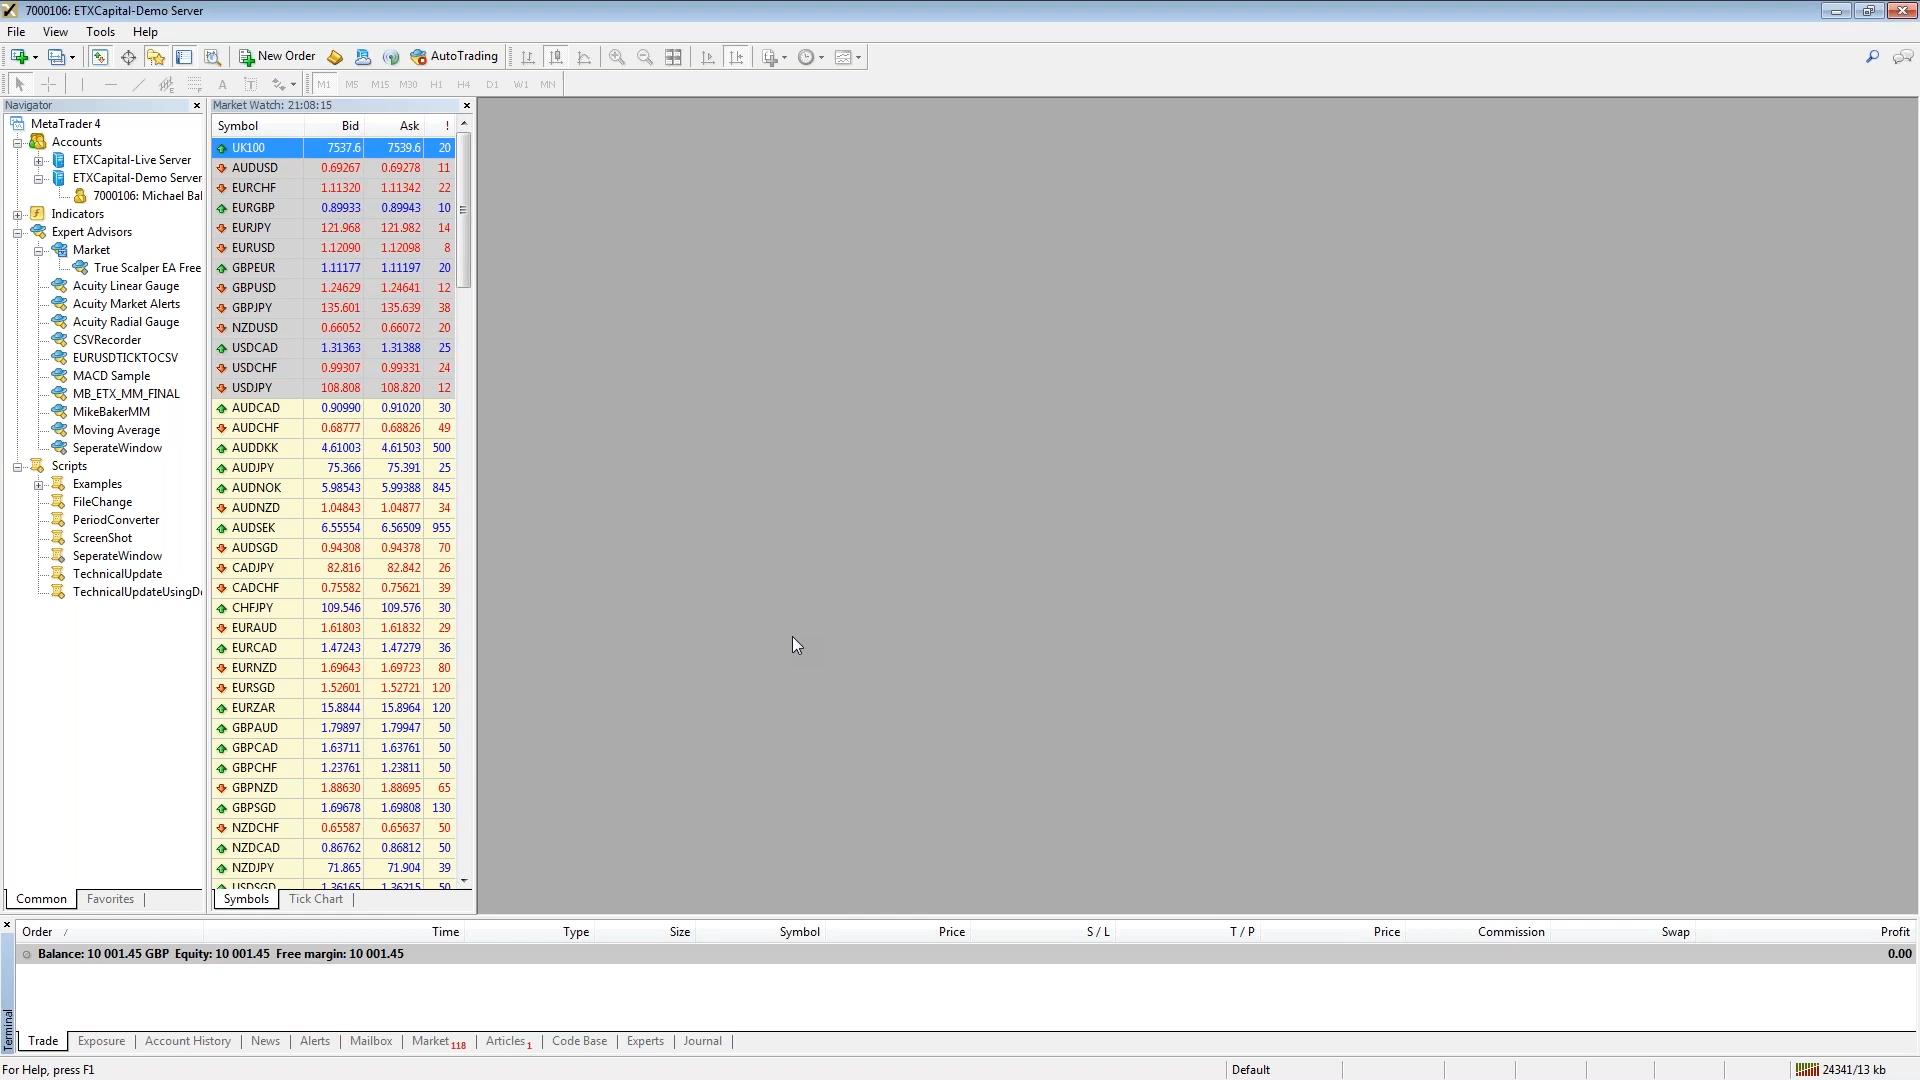 7000106: ETXCapital-Demo Server
File View Tools Help
New Order AutoTrading
A T M1 M5 M15 M30 H1 H4 D1 W1 MN
Navigator
MetaTrader 4
Accounts
ETXCapital-Live Server
ETXCapital-Demo Server
7000106: Michael Bal
Indicators
Expert Advisors
Market
True Scalper EA Free
Acuity Linear Gauge
Acuity Market Alerts
Acuity Radial Gauge
CSVRecorder
EURUSDTICKTOCSV
MACD Sample
MB_ETX_MM_FINAL
MikeBakerMM
Moving Average
SeperateWindow
Scripts
Examples
FileChange
PeriodConverter
ScreenShot
SeperateWindow
TechnicalUpdate
TechnicalUpdateUsingD
Common Favorites
Market Watch: 21:08:15
Symbol Bid Ask !
UK100 7537.6 7539.6 20
AUDUSD 0.69267 0.69278 11
EURCHF 1.11320 1.11342 22
EURGBP 0.89933 0.89943 10
EURJPY 121.968 121.982 14
EURUSD 1.12090 1.12098 8
GBPEUR 1.11177 1.11197 20
GBPUSD 1.24629 1.24641 12
GBPJPY 135.601 135.639 38
NZDUSD 0.66052 0.66072 20
USDCAD 1.31363 1.31388 25
USDCHF 0.99307 0.99331 24
USDJPY 108.808 108.820 12
AUDCAD 0.90990 0.91020 30
AUDCHF 0.68777 0.68826 49
AUDDKK 4.61003 4.61503 500
AUDJPY 75.366 75.391 25
AUDNOK 5.98543 5.99388 845
AUDNZD 1.04843 1.04877 34
AUDSEK 6.55554 6.56509 955
AUDSGD 0.94308 0.94378 70
CADJPY 82.816 82.842 26
CADCHF 0.75582 0.75621 39
CHFJPY 109.546 109.576 30
EURAUD 1.61803 1.61832 29
EURCAD 1.47243 1.47279 36
EURNZD 1.69643 1.69723 80
EURSGD 1.52601 1.52721 120
EURZAR 15.8844 15.8964 120
GBPAUD 1.79897 1.79947 50
GBPCAD 1.63711 1.63761 50
GBPCHF 1.23761 1.23811 50
GBPNZD 1.88630 1.88695 65
GBPSGD 1.69678 1.69808 130
NZDCHF 0.65587 0.65637 50
NZDCAD 0.86762 0.86812 50
NZDJPY 71.865 71.904 39
USDSGD 1.36165 1.36215 50
Symbols Tick Chart
Order / Time Type Size Symbol Price S / L T / P Price Commission Swap Profit
Balance: 10 001.45 GBP Equity: 10 001.45 Free margin: 10 001.45 0.00
Terminal
Trade Exposure Account History News Alerts Mailbox Market 118 Articles 1 Code Base Experts Journal
For Help, press F1 Default 24341/13 kb